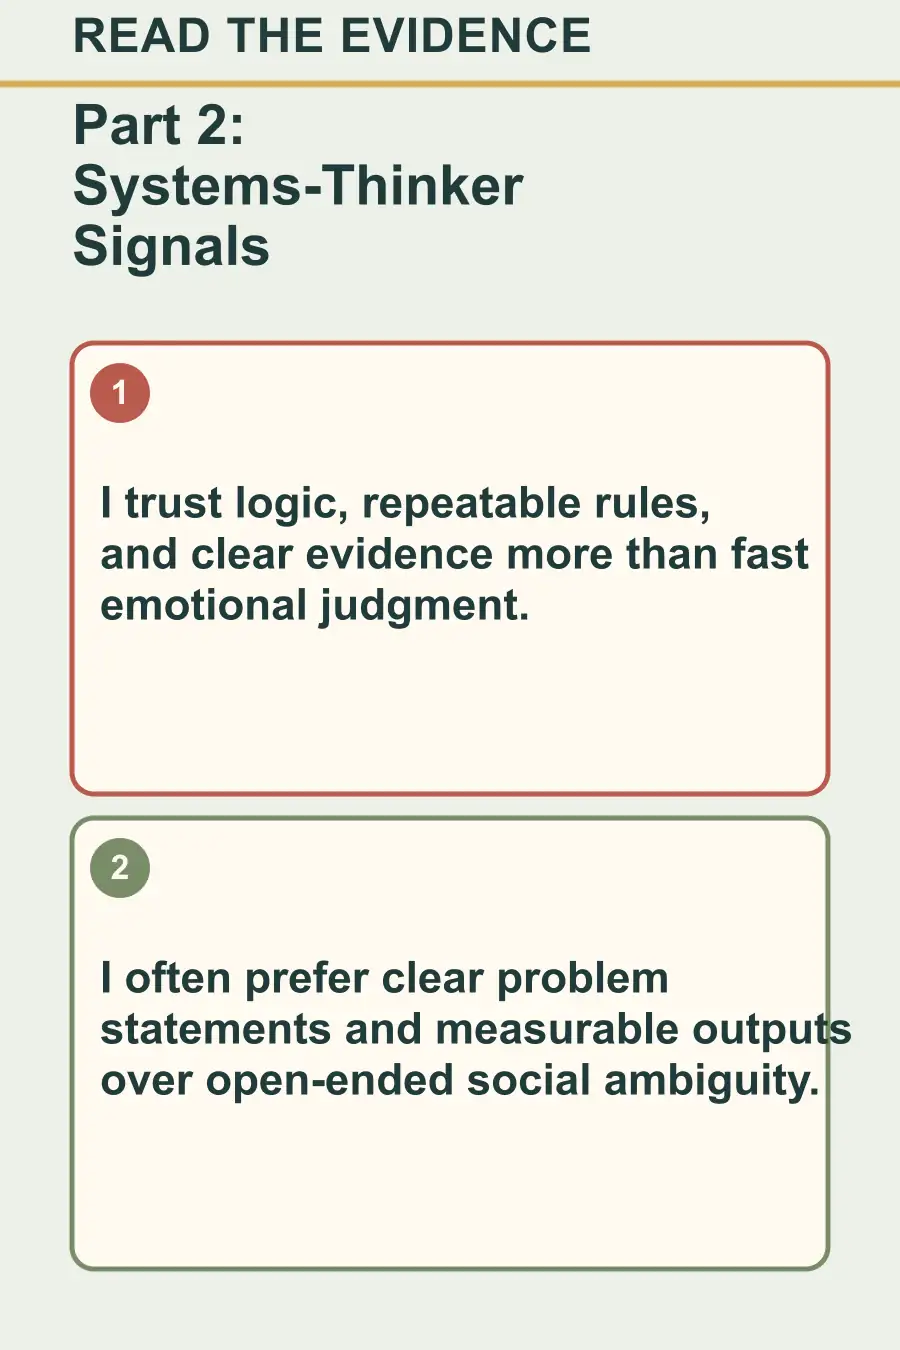 READ THE EVIDENCE
Part 2:
Systems-Thinker
Signals
1
I trust logic, repeatable rules,
and clear evidence more than fast
emotional judgment.
2
I often prefer clear problem
statements and measurable outputs
over open-ended social ambiguity.